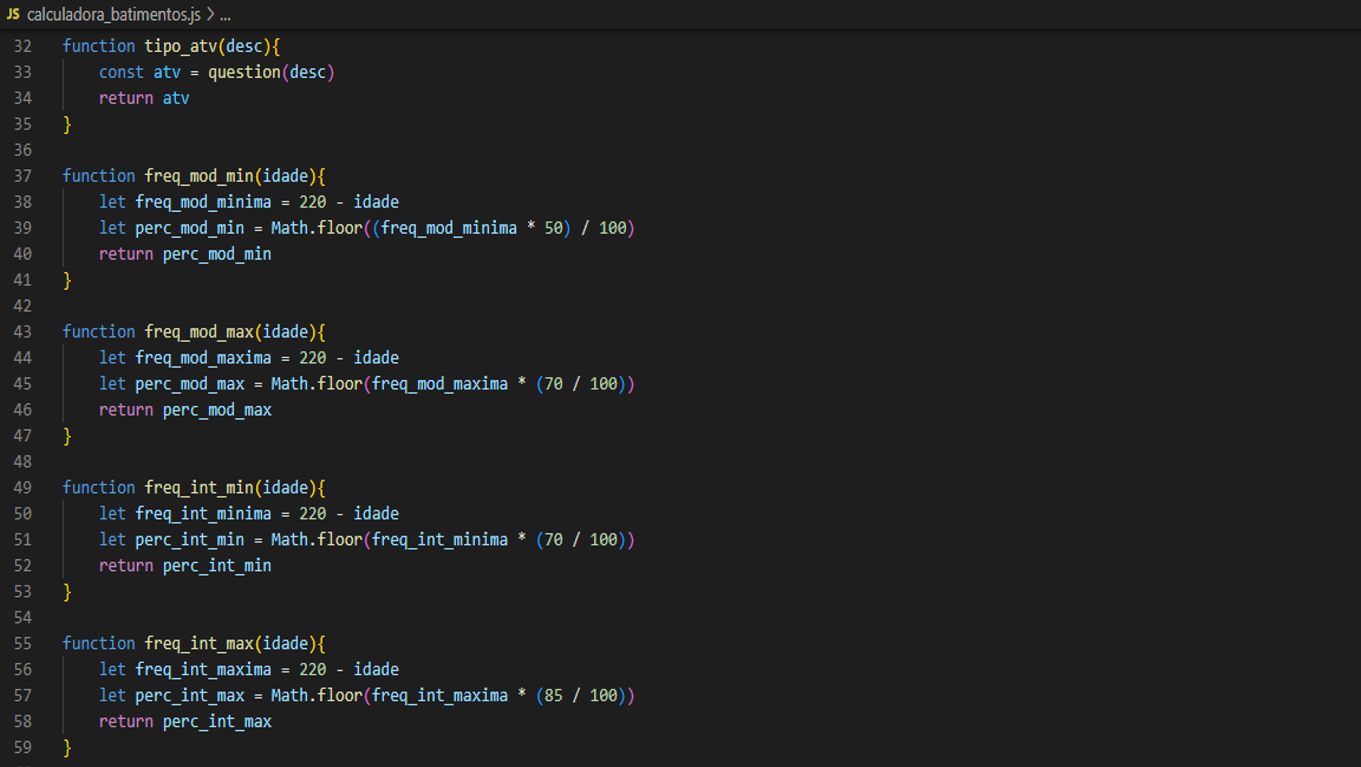 JS calculadora_batimentos.js > ...
32 function tipo_atv(desc){
33     const atv = question(desc)
34     return atv
35 }
36
37 function freq_mod_min(idade){
38     let freq_mod_minima = 220 - idade
39     let perc_mod_min = Math.floor((freq_mod_minima * 50) / 100)
40     return perc_mod_min
41 }
42
43 function freq_mod_max(idade){
44     let freq_mod_maxima = 220 - idade
45     let perc_mod_max = Math.floor(freq_mod_maxima * (70 / 100))
46     return perc_mod_max
47 }
48
49 function freq_int_min(idade){
50     let freq_int_minima = 220 - idade
51     let perc_int_min = Math.floor(freq_int_minima * (70 / 100))
52     return perc_int_min
53 }
54
55 function freq_int_max(idade){
56     let freq_int_maxima = 220 - idade
57     let perc_int_max = Math.floor(freq_int_maxima * (85 / 100))
58     return perc_int_max
59 }